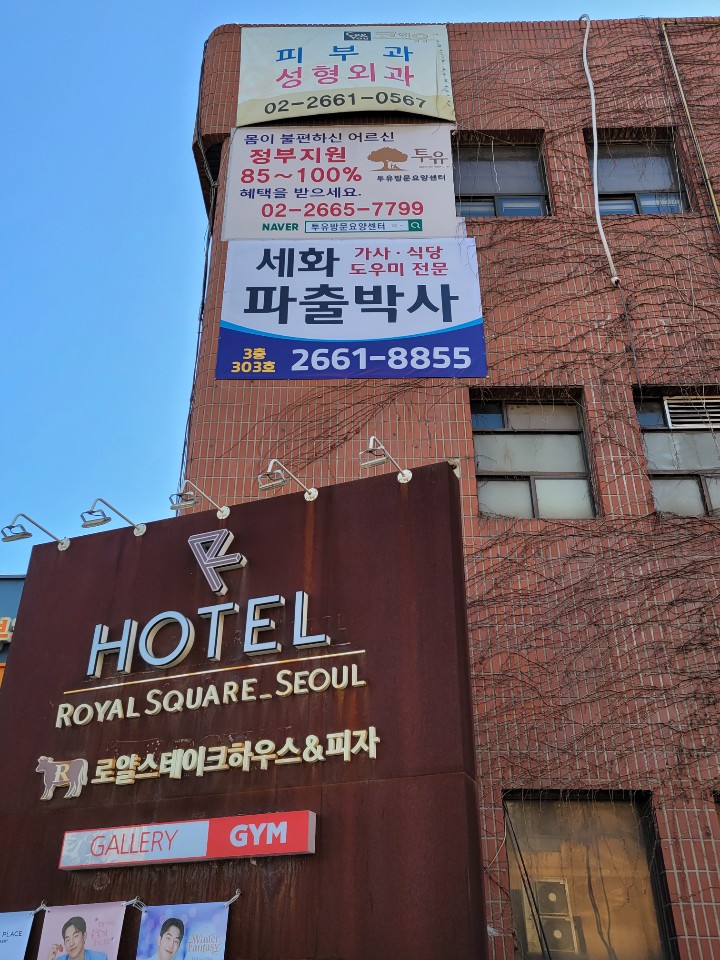 피부과
성형외과
02-2661-0567
몸이 불편하신 어르신
정부지원
85~100%
혜택을 받으세요.
투유
투유방문요양센터
02-2665-7799
NAVER 투유방문요양센터
세화
가사·식당
도우미 전문
파출박사
3층
303호
2661-8855
R
HOTEL
ROYAL SQUARE_SEOUL
R 로얄스테이크하우스&피자
GALLERY GYM
PLACE
Winter
Fantasy